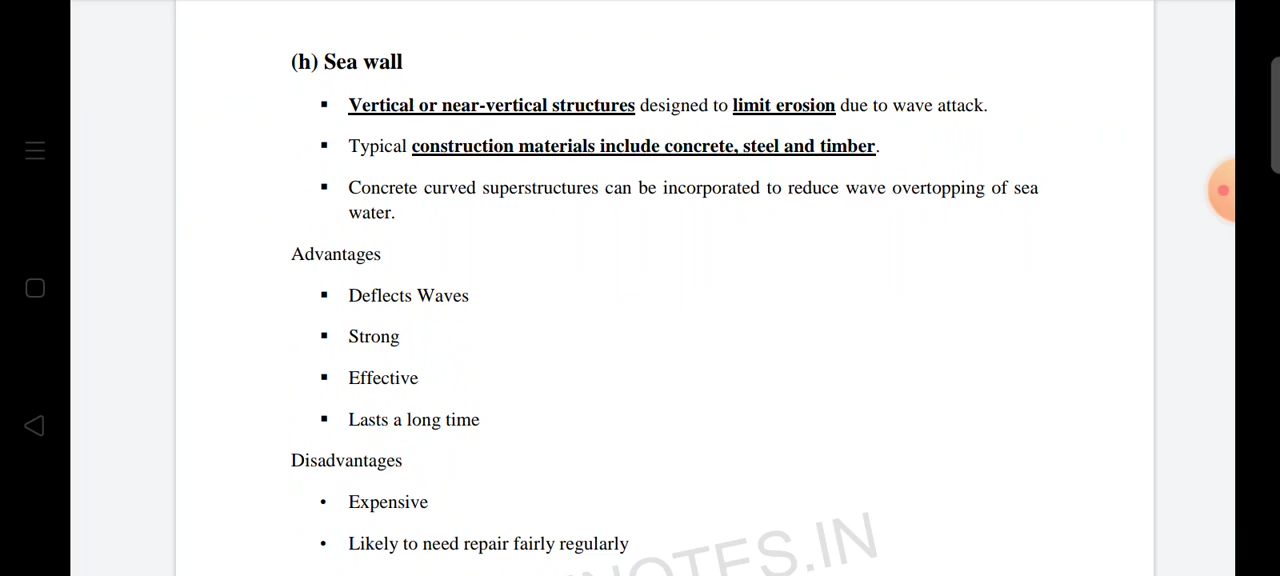 (h) Sea wall
▪ Vertical or near-vertical structures designed to limit erosion due to wave attack.
▪ Typical construction materials include concrete, steel and timber.
▪ Concrete curved superstructures can be incorporated to reduce wave overtopping of sea
water.
Advantages
▪ Deflects Waves
▪ Strong
▪ Effective
▪ Lasts a long time
Disadvantages
• Expensive
• Likely to need repair fairly regularly
NOTES.IN